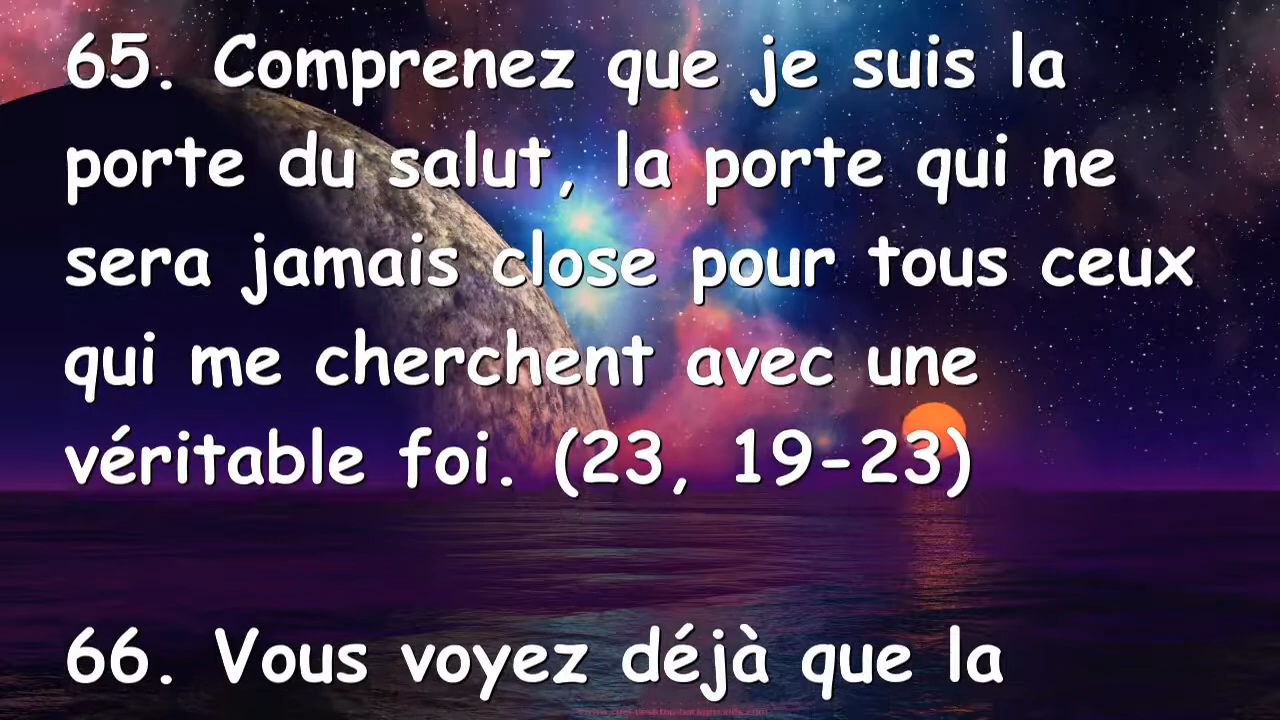 65. Comprenez que je suis la
porte du salut, la porte qui ne
sera jamais close pour tous ceux
qui me cherchent avec une
véritable foi. (23, 19-23)
66. Vous voyez déjà que la